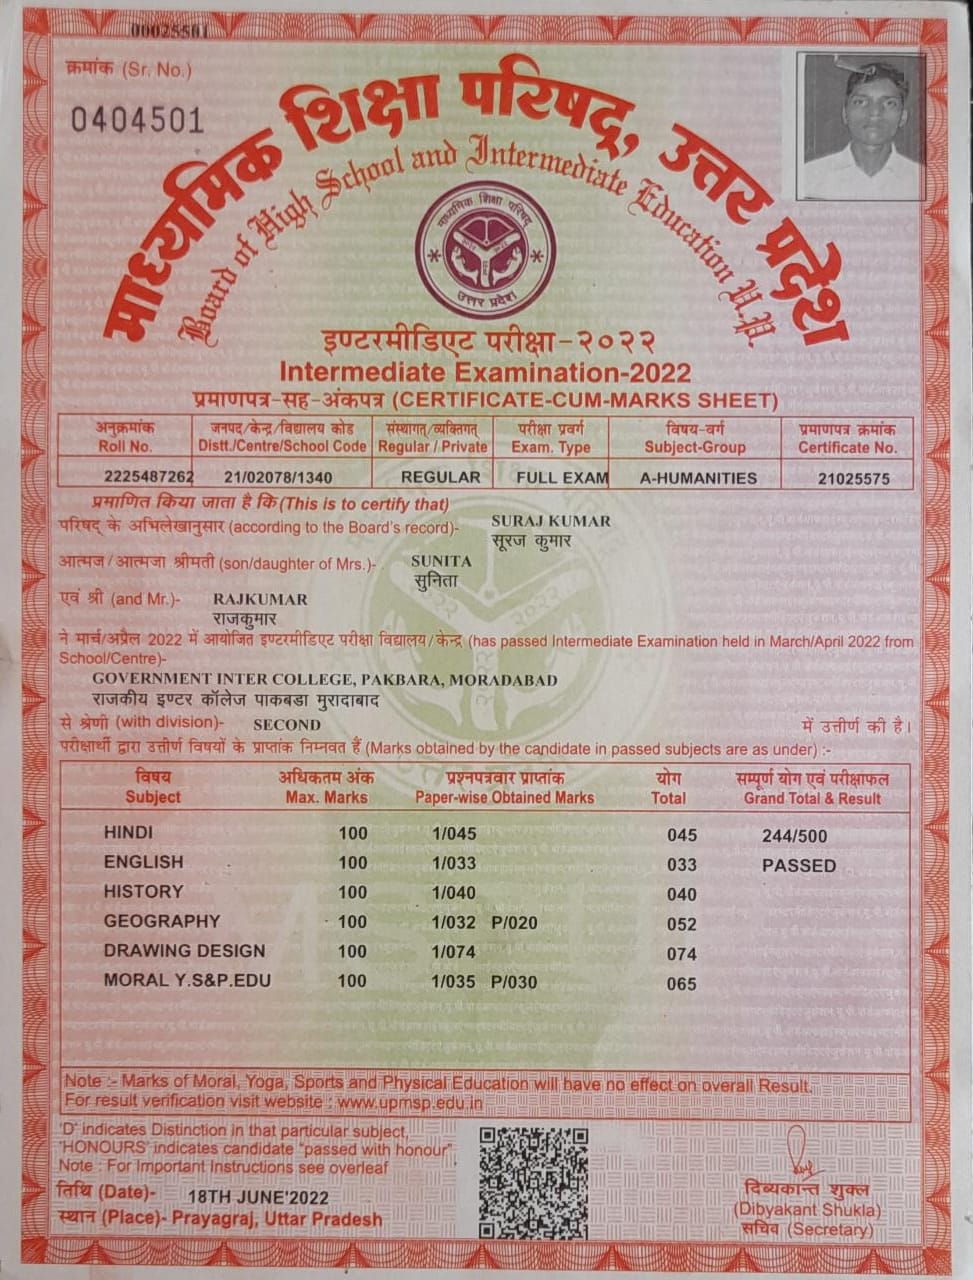 00025501
क्रमांक (Sr. No.)
0404501
माध्यमिक शिक्षा परिषद्, उत्तर प्रदेश
Board of High School and Intermediate Education U.P.
माध्यमिक शिक्षा परिषद्
उत्तर प्रदेश
इण्टरमीडिएट परीक्षा-२०२२
Intermediate Examination-2022
प्रमाणपत्र-सह-अंकपत्र (CERTIFICATE-CUM-MARKS SHEET)
अनुक्रमांक जनपद/केन्द्र/विद्यालय कोड संस्थागत/व्यक्तिगत परीक्षा प्रवर्ग विषय-वर्ग प्रमाणपत्र क्रमांक
Roll No. Distt./Centre/School Code Regular / Private Exam. Type Subject-Group Certificate No.
2225487262 21/02078/1340 REGULAR FULL EXAM A-HUMANITIES 21025575
प्रमाणित किया जाता है कि (This is to certify that)
परिषद् के अभिलेखानुसार (according to the Board's record)- SURAJ KUMAR
सूरज कुमार
आत्मज/आत्मजा श्रीमती (son/daughter of Mrs.)- SUNITA
सुनिता
एवं श्री (and Mr.)- RAJKUMAR
राजकुमार
ने मार्च/अप्रैल 2022 में आयोजित इण्टरमीडिएट परीक्षा विद्यालय/केन्द्र (has passed Intermediate Examination held in March/April 2022 from
School/Centre)-
GOVERNMENT INTER COLLEGE, PAKBARA, MORADABAD
राजकीय इण्टर कॉलेज पाकबडा मुरादाबाद
से श्रेणी (with division)- SECOND में उत्तीर्ण की है।
परीक्षार्थी द्वारा उत्तीर्ण विषयों के प्राप्तांक निम्नवत हैं (Marks obtained by the candidate in passed subjects are as under) :-
विषय अधिकतम अंक प्रश्नपत्रवार प्राप्तांक योग सम्पूर्ण योग एवं परीक्षाफल
Subject Max. Marks Paper-wise Obtained Marks Total Grand Total & Result
HINDI 100 1/045 045 244/500
ENGLISH 100 1/033 033 PASSED
HISTORY 100 1/040 040
GEOGRAPHY 100 1/032 P/020 052
DRAWING DESIGN 100 1/074 074
MORAL Y.S&P.EDU 100 1/035 P/030 065
Note :- Marks of Moral, Yoga, Sports and Physical Education will have no effect on overall Result.
For result verification visit website : www.upmsp.edu.in
'D' indicates Distinction in that particular subject,
'HONOURS' indicates candidate "passed with honour"
Note : For Important Instructions see overleaf
तिथि (Date)- 18TH JUNE'2022
स्थान (Place)- Prayagraj, Uttar Pradesh
दिब्यकान्त शुक्ल
(Dibyakant Shukla)
सचिव (Secretary)